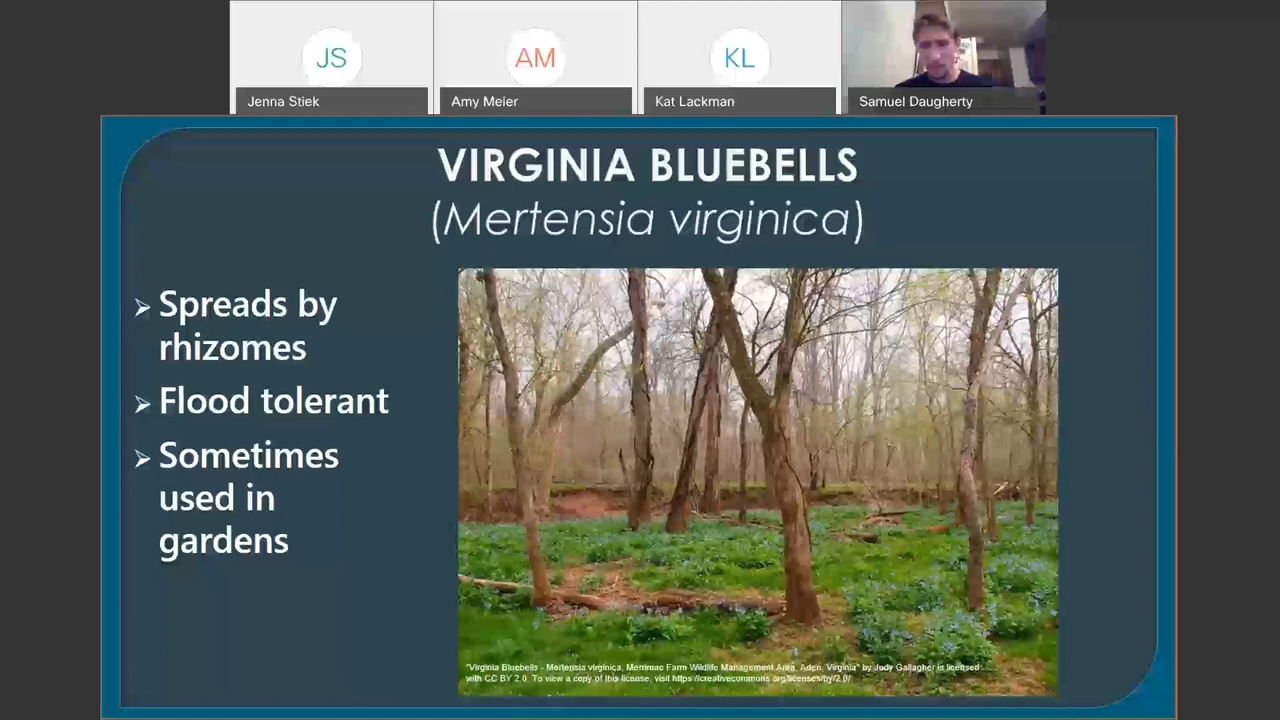 JS
AM
KL
Jenna Stiek
Amy Meier
Kat Lackman
Samuel Daugherty
VIRGINIA BLUEBELLS
(Mertensia virginica)
➢ Spreads by
rhizomes
➢ Flood tolerant
➢ Sometimes
used in
gardens
"Virginia Bluebells - Mertensia virginica, Merrimac Farm Wildlife Management Area, Aden, Virginia" by Judy Gallagher is licensed
with CC BY 2.0. To view a copy of this license, visit https://creativecommons.org/licenses/by/2.0/